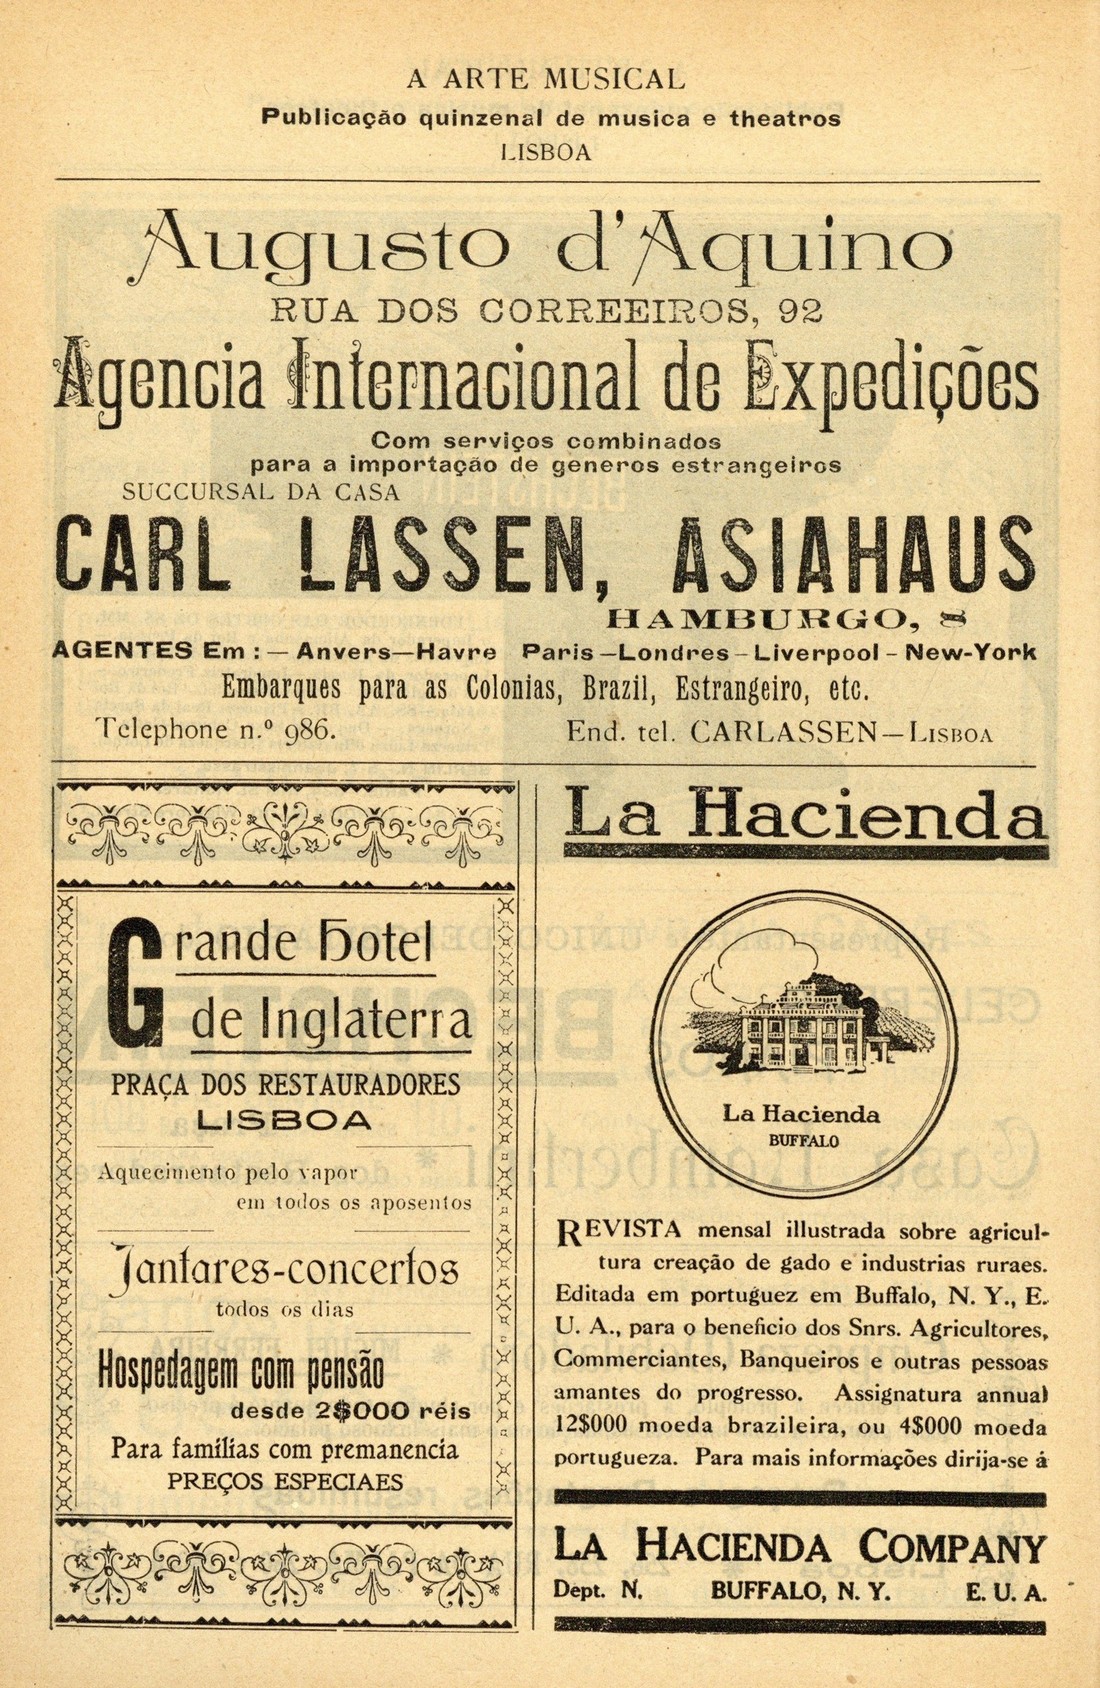 A ARTE MUSICAL
Publicação quinzenal de musica e theatros
LISBOA
Augusto d'Aquino
RUA DOS CORREEIROS, 92
Agencia Internacional de Expedições
Com serviços combinados
para a importação de generos estrangeiros
SUCCURSAL DA CASA
CARL LASSEN, ASIAHAUS
HAMBURGO, 8
AGENTES Em : — Anvers—Havre Paris—Londres—Liverpool—New-York
Embarques para as Colonias, Brazil, Estrangeiro, etc.
Telephone n.º 986. End. tel. CARLASSEN—LISBOA
Grande Hotel
de Inglaterra
PRAÇA DOS RESTAURADORES
LISBOA
Aquecimento pelo vapor
em todos os aposentos
Jantares-concertos
todos os dias
Hospedagem com pensão
desde 2$000 réis
Para famílias com premanencia
PREÇOS ESPECIAES
La Hacienda
La Hacienda
BUFFALO
REVISTA mensal illustrada sobre agricul-
tura creação de gado e industrias ruraes.
Editada em portuguez em Buffalo, N. Y., E.
U. A., para o beneficio dos Snrs. Agricultores,
Commerciantes, Banqueiros e outras pessoas
amantes do progresso. Assignatura annual
12$000 moeda brazileira, ou 4$000 moeda
portugueza. Para mais informações dirija-se á
LA HACIENDA COMPANY
Dept. N. BUFFALO, N. Y. E. U. A.